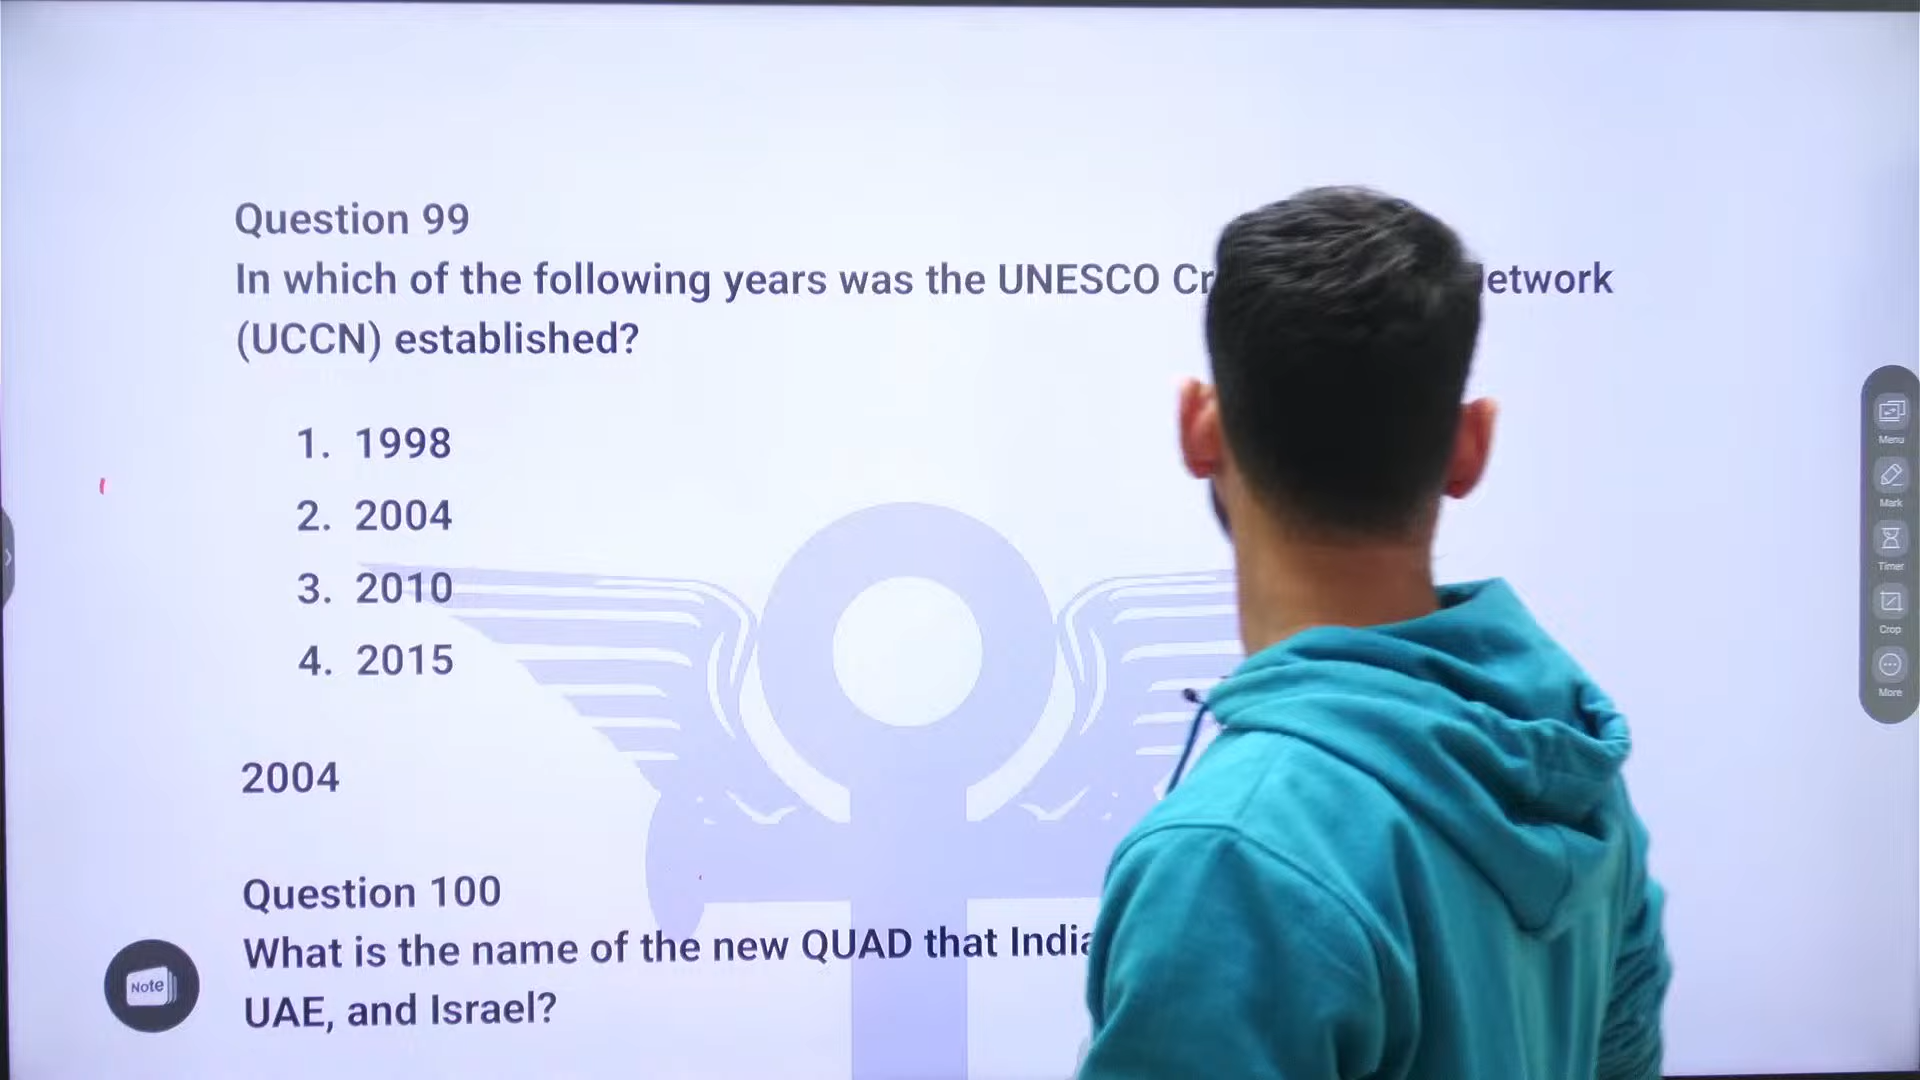 Question 99
In which of the following years was the UNESCO etwork
(UCCN) established?
1. 1998
2. 2004
3. 2010
4. 2015
2004
Question 100
What is the name of the new QUAD that India
UAE, and Israel?
Menu
Mark
Timer
Crop
More
Note